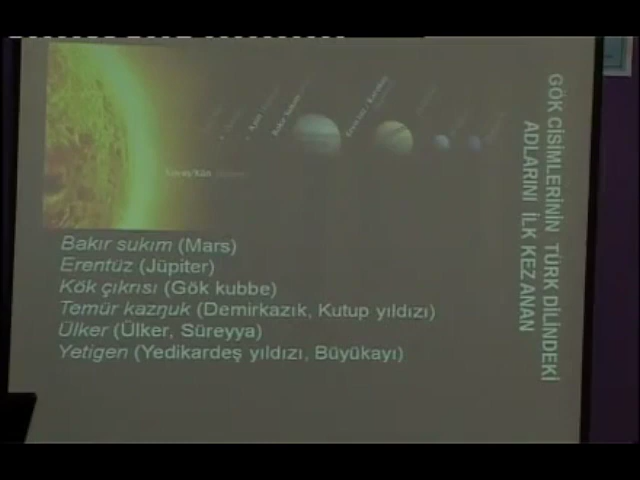 GÖK CİSİMLERİNİN TÜRK DİLİNDEKİ
ADLARINI İLK KEZ ANAN
Bakır sukım (Mars)
Erentüz (Jüpiter)
Kök çıkrısı (Gök kubbe)
Temür kazŋuk (Demirkazık, Kutup yıldızı)
Ülker (Ülker, Süreyya)
Yetigen (Yedikardeş yıldızı, Büyükayı)